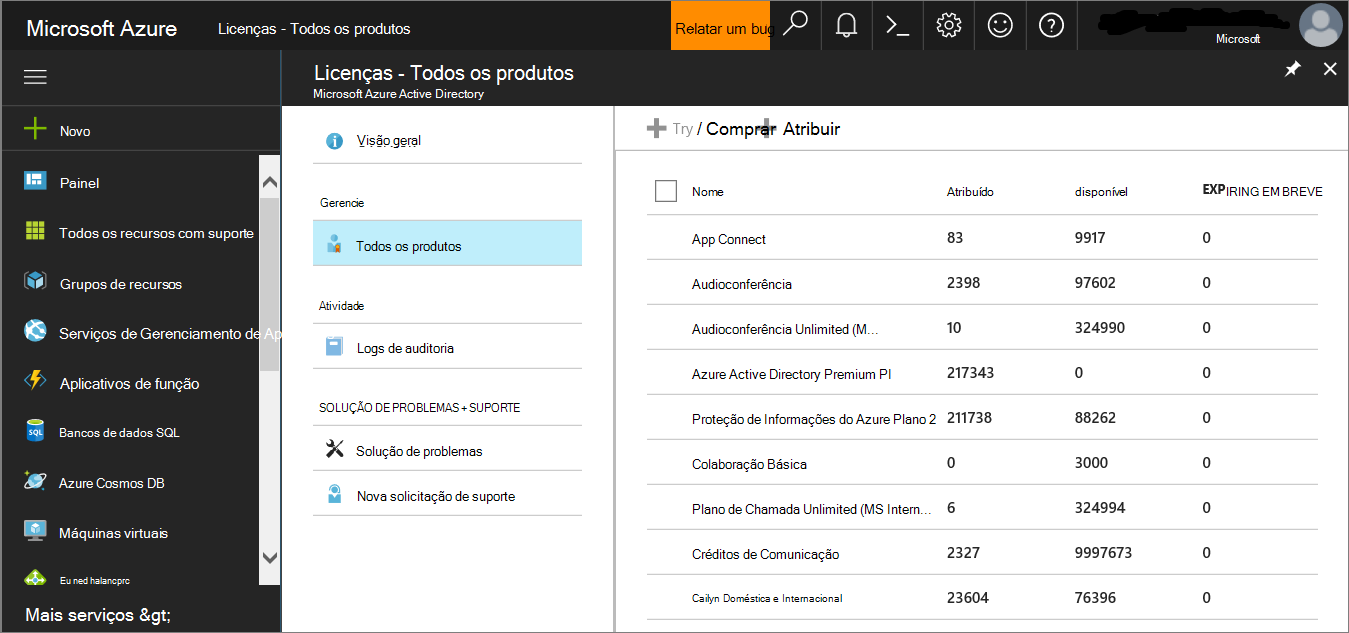 Microsoft Azure
Licenças - Todos os produtos
Relatar um bug
Microsoft
Licenças - Todos os produtos
Microsoft Azure Active Directory
Novo
Painel
Todos os recursos com suporte
Grupos de recursos
Serviços de Gerenciamento de Ap
Aplicativos de função
Bancos de dados SQL
SQL
Azure Cosmos DB
Máquinas virtuais
Eu ned halancprc
Mais serviços &gt;
Visão geral
Gerencie
Todos os produtos
Atividade
Logs de auditoria
SOLUÇÃO DE PROBLEMAS + SUPORTE
Solução de problemas
Nova solicitação de suporte
Try / Comprar Atribuir
Nome Atribuído disponível EXPIRING EM BREVE
App Connect 83 9917 0
Audioconferência 2398 97602 0
Audioconferência Unlimited (M... 10 324990 0
Azure Active Directory Premium PI 217343 0 0
Proteção de Informações do Azure Plano 2 211738 88262 0
Colaboração Básica 0 3000 0
Plano de Chamada Unlimited (MS Intern... 6 324994 0
Créditos de Comunicação 2327 9997673 0
Cailyn Doméstica e Internacional 23604 76396 0